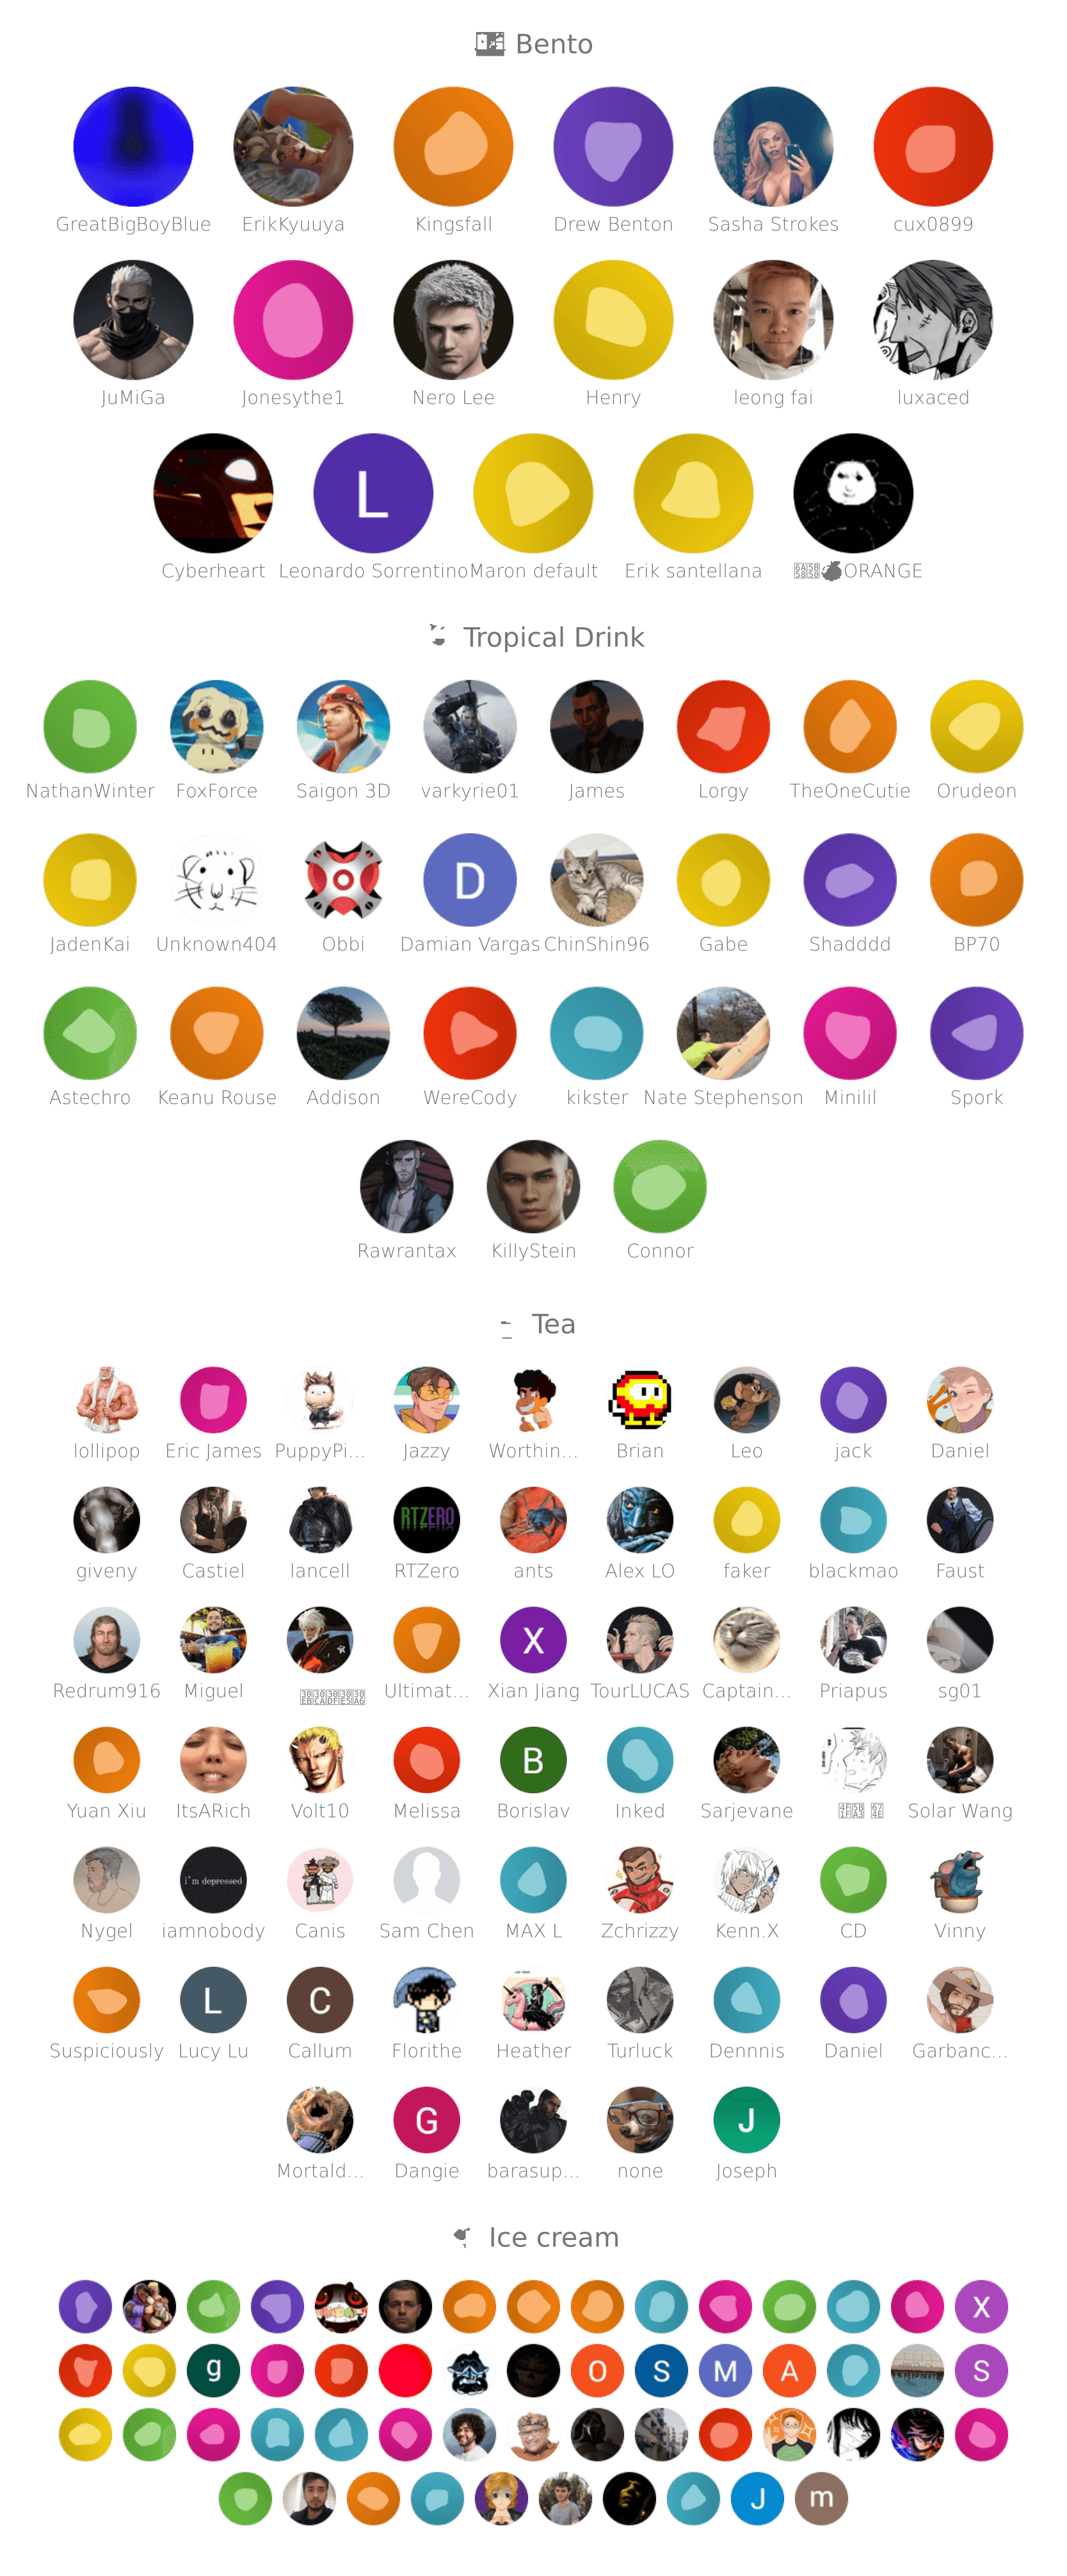 Bento
GreatBigBoyBlue ErikKyuuya Kingsfall Drew Benton Sasha Strokes cux0899
JuMiGa Jonesythe1 Nero Lee Henry leong fai luxaced
L
Cyberheart Leonardo Sorrentino Maron default Erik santellana ORANGE
Tropical Drink
NathanWinter FoxForce Saigon 3D varkyrie01 James Lorgy TheOneCutie Orudeon
D
JadenKai Unknown404 Obbi Damian Vargas ChinShin96 Gabe Shadddd BP70
Astechro Keanu Rouse Addison WereCody kikster Nate Stephenson Minilil Spork
Rawrantax KillyStein Connor
Tea
lollipop Eric James PuppyPi... Jazzy Worthin... Brian Leo jack Daniel
RTZERO
giveny Castiel lancell RTZero ants Alex LO faker blackmao Faust
X
Redrum916 Miguel Ultimat... Xian Jiang TourLUCAS Captain... Priapus sg01
B
Yuan Xiu ItsARich Volt10 Melissa Borislav Inked Sarjevane Solar Wang
i'm depressed
Nygel iamnobody Canis Sam Chen MAX L Zchrizzy Kenn.X CD Vinny
L C
Suspiciously Lucy Lu Callum Florithe Heather Turluck Dennnis Daniel Garbanc...
G J
Mortald... Dangie barasup... none Joseph
Ice cream
X
g O S M A S
J m